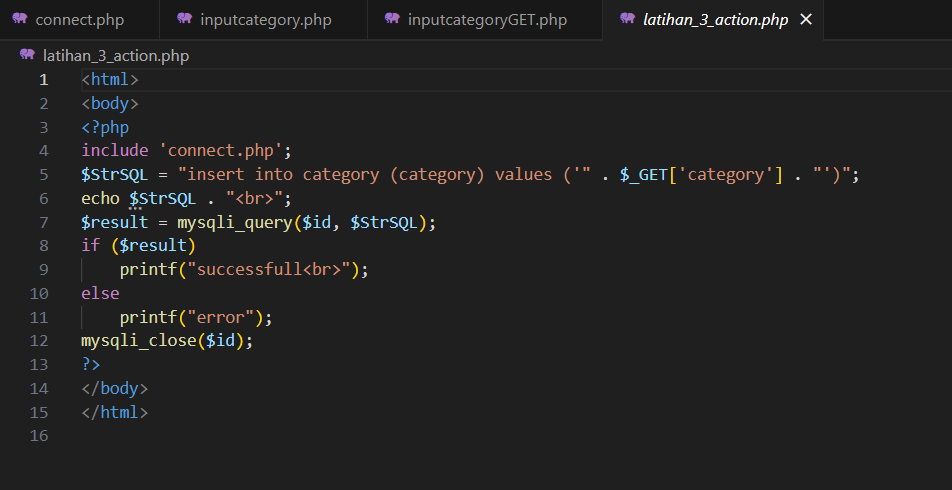 connect.php inputcategory.php inputcategoryGET.php latihan_3_action.php ×
latihan_3_action.php
1 <html>
2 <body>
3 <?php
4 include 'connect.php';
5 $StrSQL = "insert into category (category) values ('" . $_GET['category'] . "')";
6 echo $StrSQL . "<br>";
7 $result = mysqli_query($id, $StrSQL);
8 if ($result)
9     printf("successfull<br>");
10 else
11     printf("error");
12 mysqli_close($id);
13 ?>
14 </body>
15 </html>
16